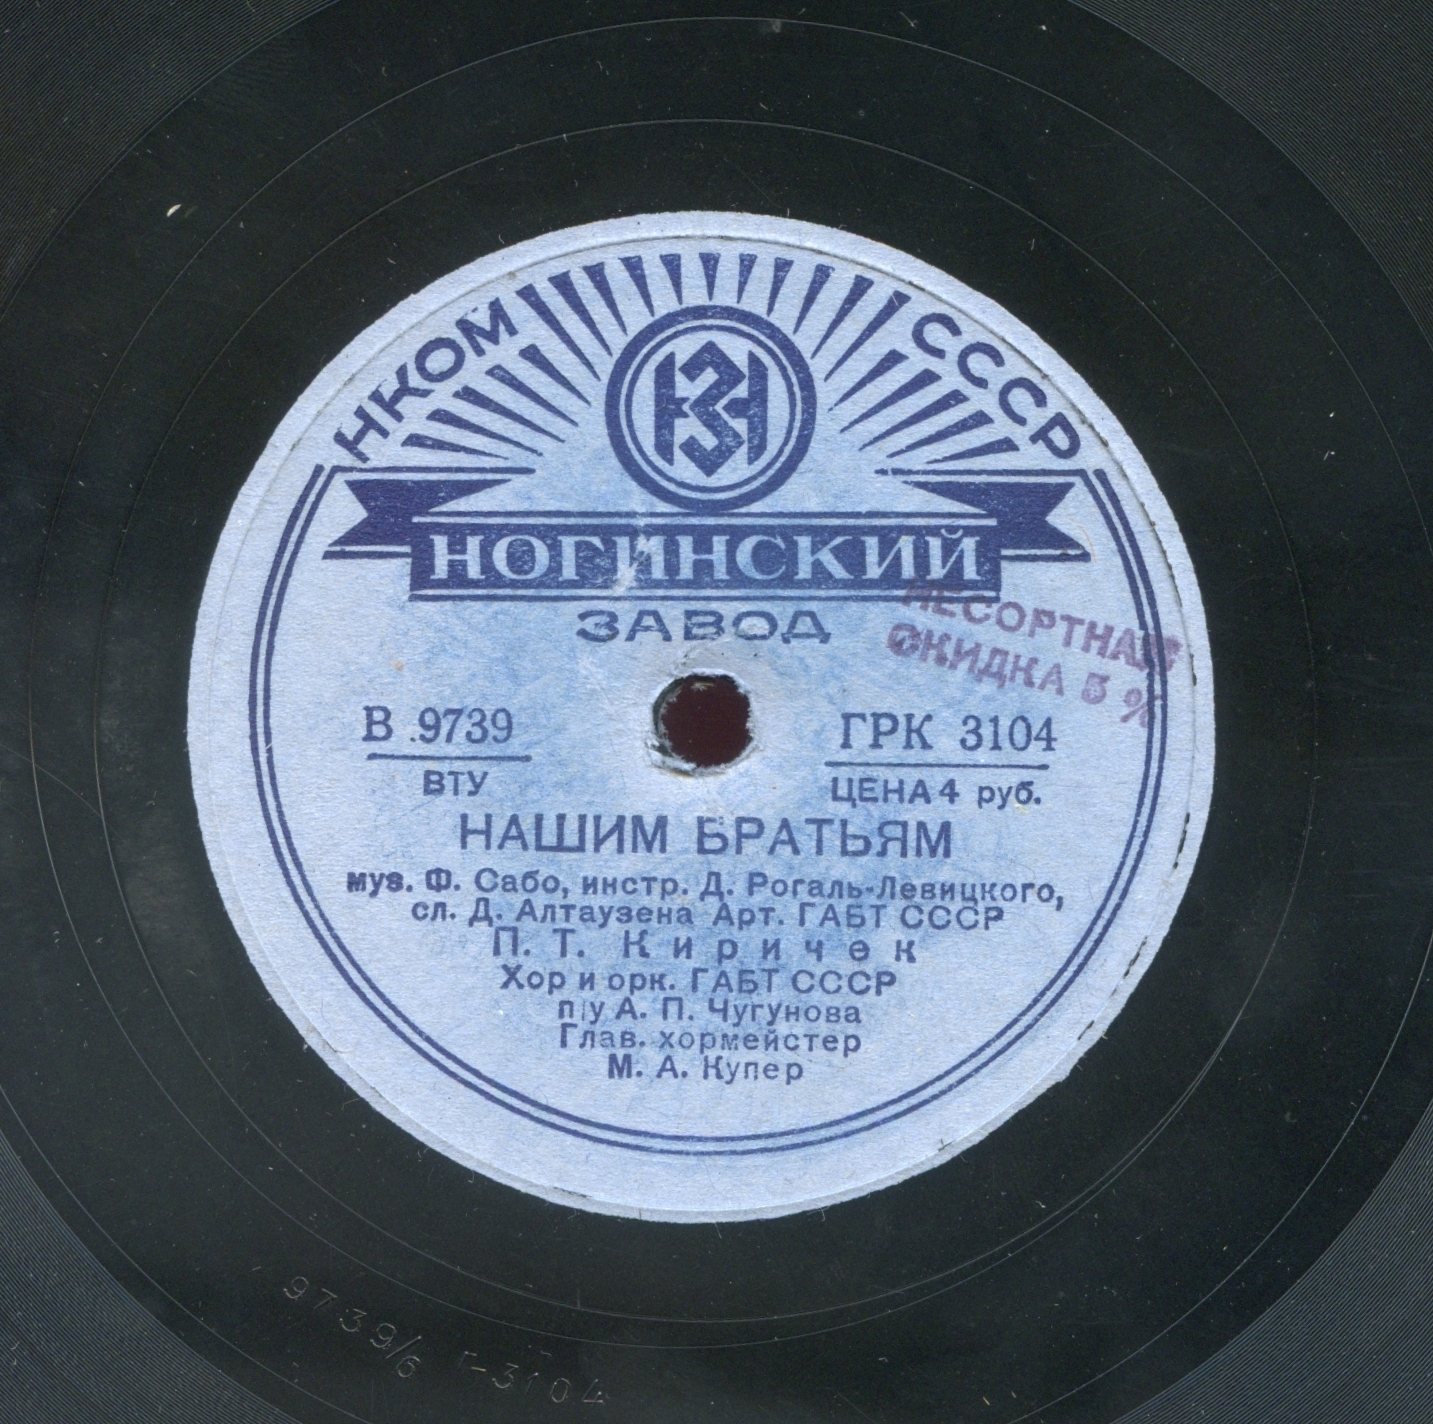 НКОМ СССР
НЗН
НОГИНСКИЙ
ЗАВОД
НЕСОРТНАЯ
СКИДКА 5 %
В 9739
ГРК 3104
ВТУ
ЦЕНА 4 руб.
НАШИМ БРАТЬЯМ
муз. Ф. Сабо, инстр. Д. Рогаль-Левицкого,
сл. Д. Алтаузена Арт. ГАБТ СССР
П. Т. Киричек
Хор и орк. ГАБТ СССР
п/у А. П. Чугунова
Глав. хормейстер
М. А. Купер
9739/6 Г-3104